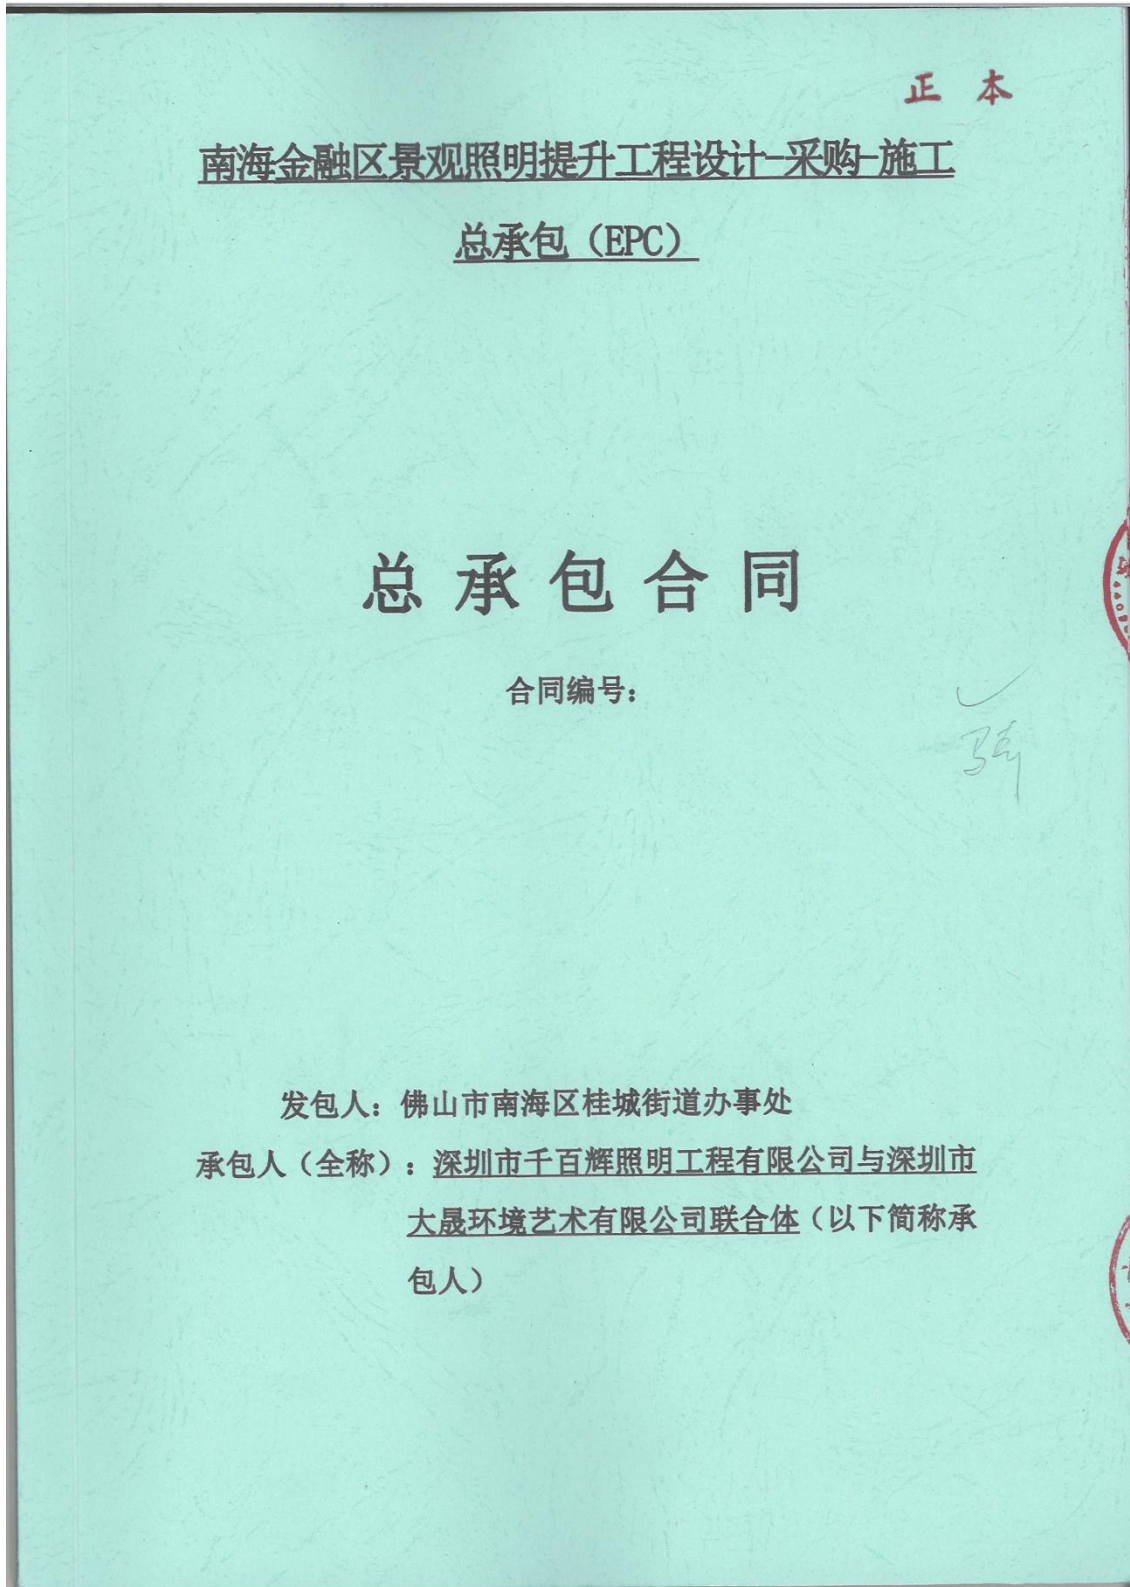 正 本
南海金融区景观照明提升工程设计-采购-施工
总承包（EPC）
总承包合同
合同编号：
发包人：佛山市南海区桂城街道办事处
承包人（全称）：深圳市千百辉照明工程有限公司与深圳市
大晟环境艺术有限公司联合体（以下简称承
包人）